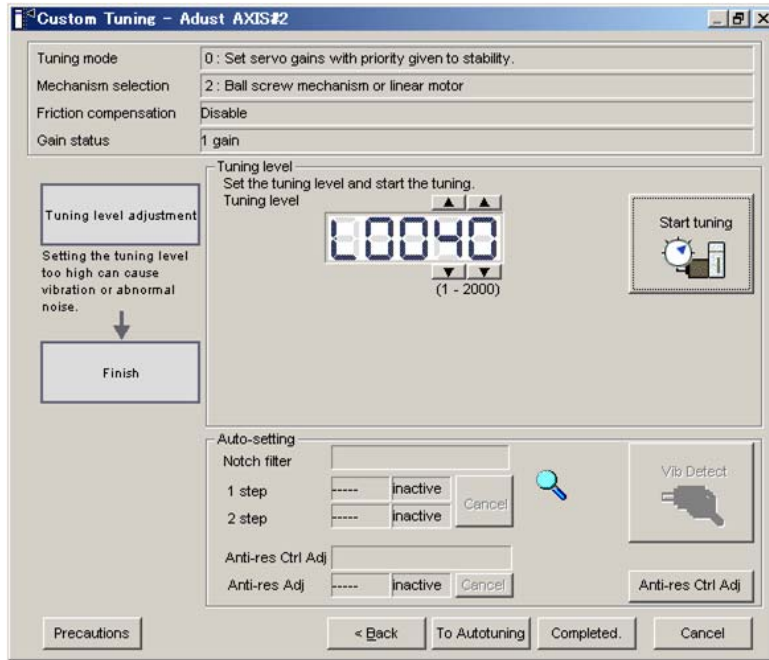 Custom Tuning - Adust AXIS#2
Tuning mode 0 : Set servo gains with priority given to stability.
Mechanism selection 2 : Ball screw mechanism or linear motor
Friction compensation Disable
Gain status 1 gain
Tuning level adjustment
Setting the tuning level
too high can cause
vibration or abnormal
noise.
Finish
Tuning level
Set the tuning level and start the tuning.
Tuning level
L0040
(1 - 2000)
Start tuning
Auto-setting
Notch filter
1 step ----- inactive
2 step ----- inactive
Cancel
Anti-res Ctrl Adj
Anti-res Adj ----- inactive Cancel
Vib Detect
Anti-res Ctrl Adj
Precautions
< Back
To Autotuning
Completed.
Cancel